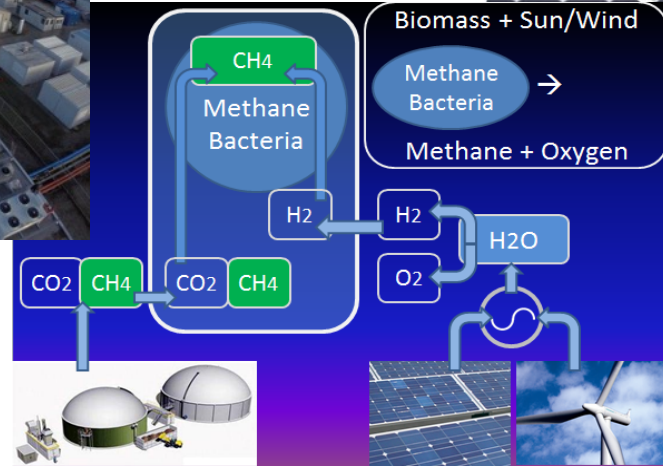 Biomass + Sun/Wind
Methane
Bacteria
→
Methane + Oxygen
CH4
Methane
Bacteria
H2
H2
H2O
O2
CO2
CH4
CO2
CH4